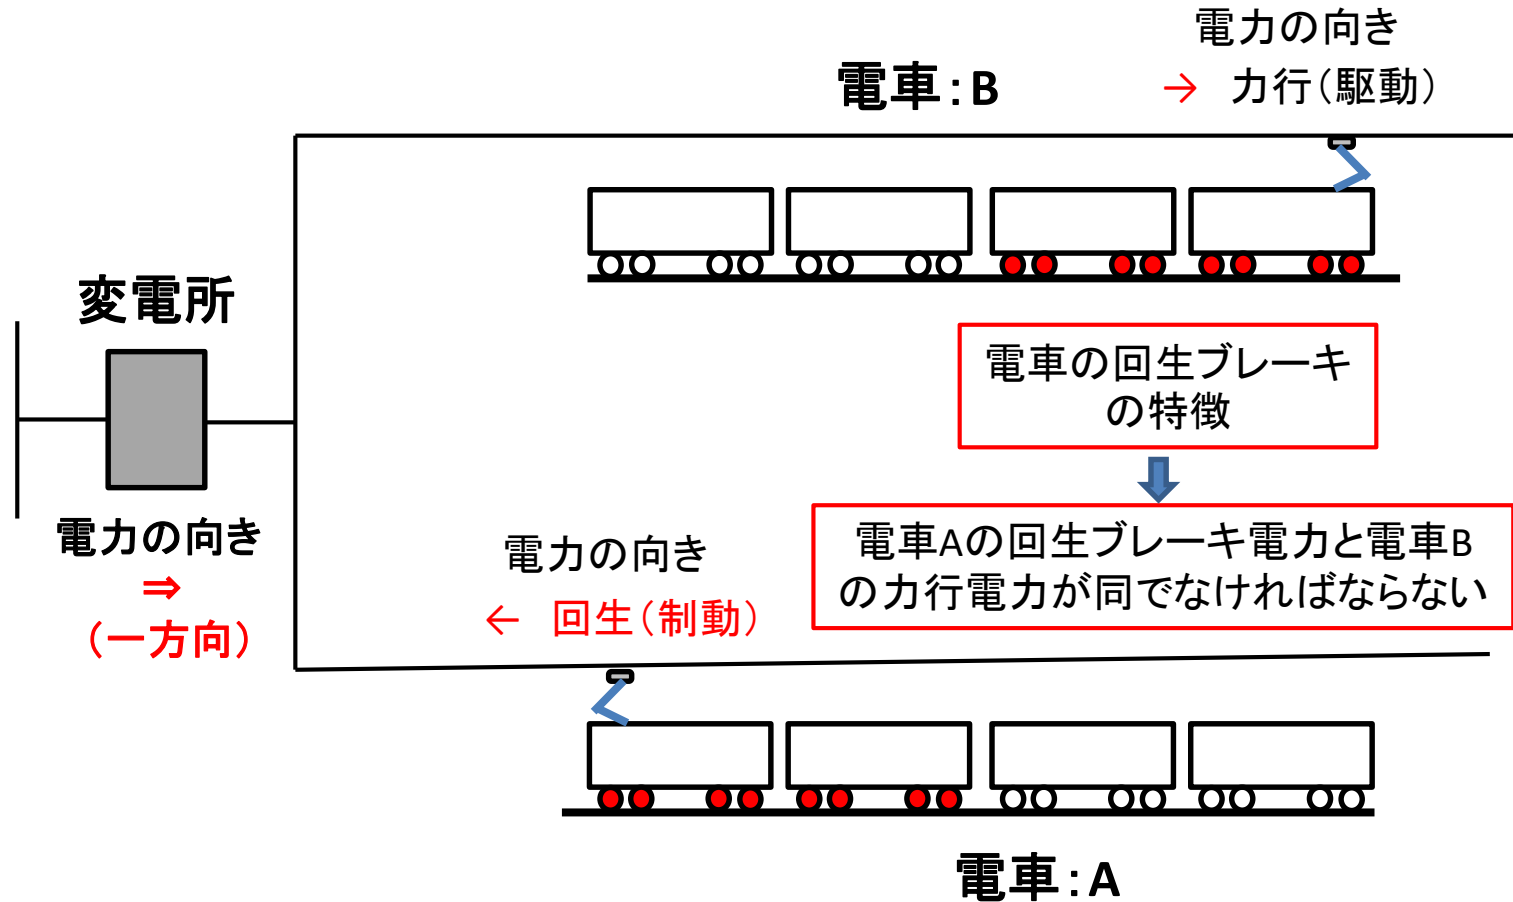 電力の向き
→ 力行(駆動)
電車:B
変電所
電力の向き
⇒
(一方向)
電車の回生ブレーキ
の特徴
電車Aの回生ブレーキ電力と電車B
の力行電力が同でなければならない
電力の向き
← 回生(制動)
電車:A